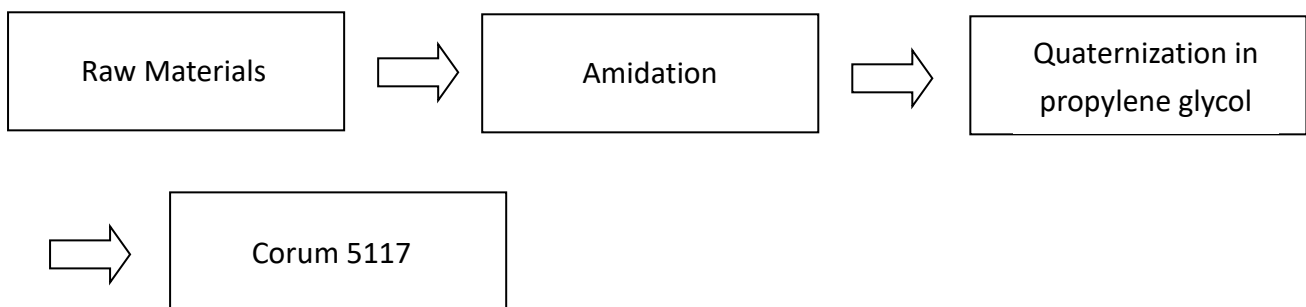 Raw Materials
Amidation
Quaternization in
propylene glycol
Corum 5117